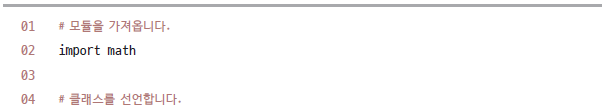 01 # 모듈을 가져옵니다.
02 import math
03
04 # 클래스를 선언합니다.